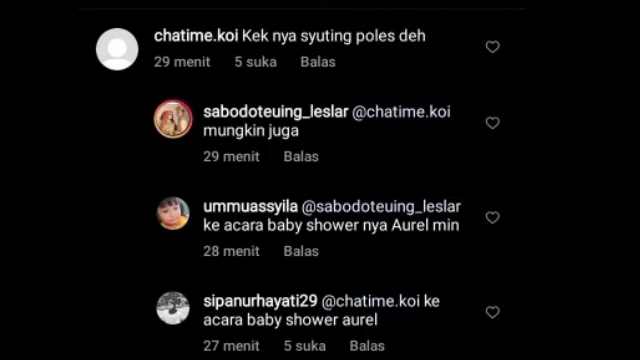 chatime.koi Kek nya syuting poles deh
29 menit 5 suka Balas
sabodoteuing_leslar @chatime.koi
mungkin juga
29 menit Balas
ummuassyila @sabodoteuing_leslar
ke acara baby shower nya Aurel min
28 menit Balas
sipanurhayati29 @chatime.koi ke
acara baby shower aurel
27 menit 5 suka Balas